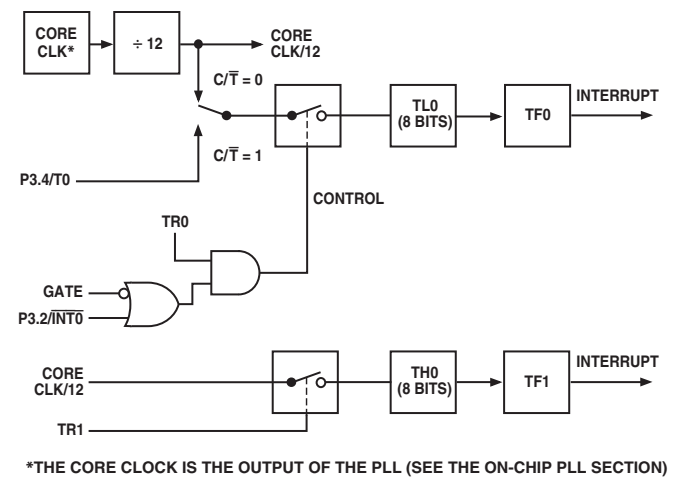 CORE
CLK*
÷ 12
CORE
CLK/12
C/T̅ = 0
TL0
(8 BITS)
TF0
INTERRUPT
C/T̅ = 1
P3.4/T0
CONTROL
TR0
GATE
P3.2/I̅N̅T̅0̅
CORE
CLK/12
TH0
(8 BITS)
TF1
INTERRUPT
TR1
*THE CORE CLOCK IS THE OUTPUT OF THE PLL (SEE THE ON-CHIP PLL SECTION)